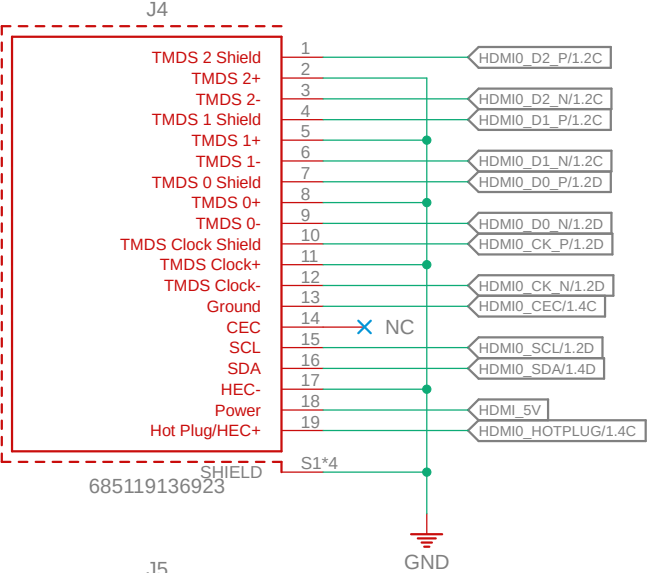 J4
TMDS 2 Shield 1 HDMI0_D2_P/1.2C
TMDS 2+ 2
TMDS 2- 3 HDMI0_D2_N/1.2C
TMDS 1 Shield 4 HDMI0_D1_P/1.2C
TMDS 1+ 5
TMDS 1- 6 HDMI0_D1_N/1.2C
TMDS 0 Shield 7 HDMI0_D0_P/1.2D
TMDS 0+ 8
TMDS 0- 9 HDMI0_D0_N/1.2D
TMDS Clock Shield 10 HDMI0_CK_P/1.2D
TMDS Clock+ 11
TMDS Clock- 12 HDMI0_CK_N/1.2D
Ground 13 HDMI0_CEC/1.4C
CEC 14 NC
SCL 15 HDMI0_SCL/1.2D
SDA 16 HDMI0_SDA/1.4D
HEC- 17
Power 18 HDMI_5V
Hot Plug/HEC+ 19 HDMI0_HOTPLUG/1.4C
SHIELD S1*4
685119136923
GND
J5